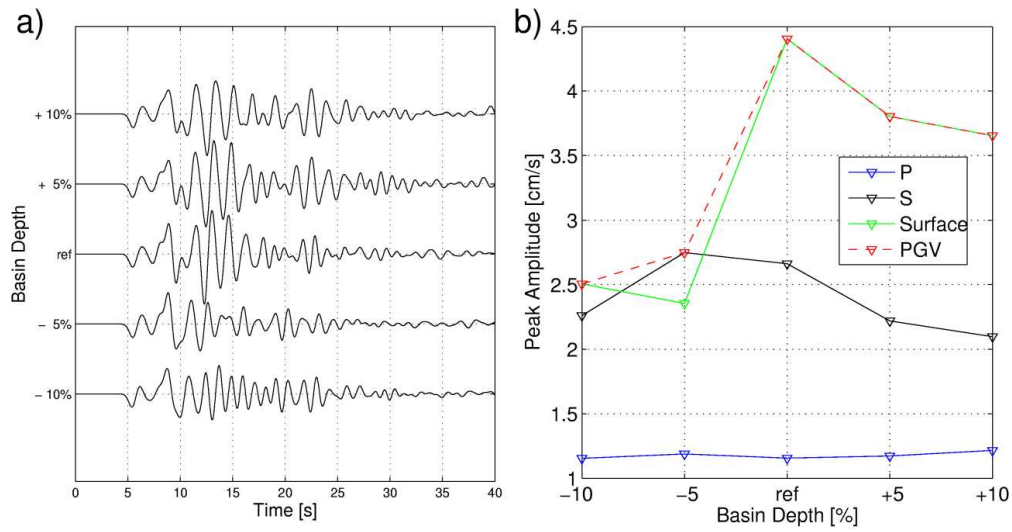 a)
Basin Depth
+ 10%
+ 5%
ref
− 5%
− 10%
0 5 10 15 20 25 30 35 40
Time [s]
b)
Peak Amplitude [cm/s]
4.5
4
3.5
3
2.5
2
1.5
1
P
S
Surface
PGV
−10 −5 ref +5 +10
Basin Depth [%]